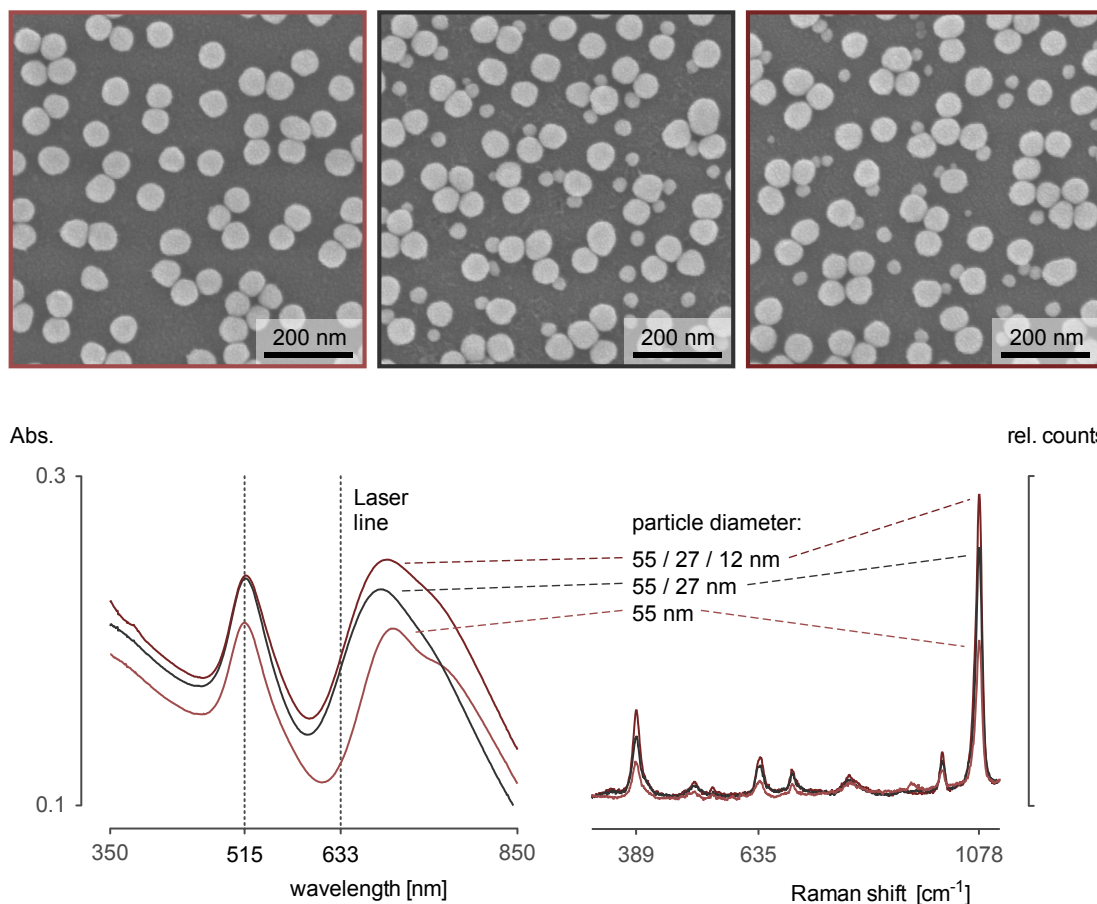 200 nm
200 nm
200 nm
Abs.
rel. counts
0.3
Laser
line
particle diameter:
55 / 27 / 12 nm
55 / 27 nm
55 nm
0.1
350
515
633
850
389
635
1078
wavelength [nm]
Raman shift [cm⁻¹]